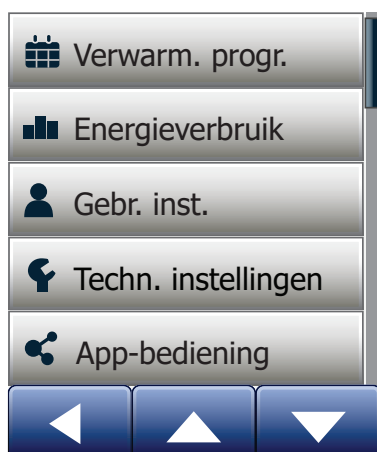 Verwarm. progr.
Energieverbruik
Gebr. inst.
Techn. instellingen
App-bediening